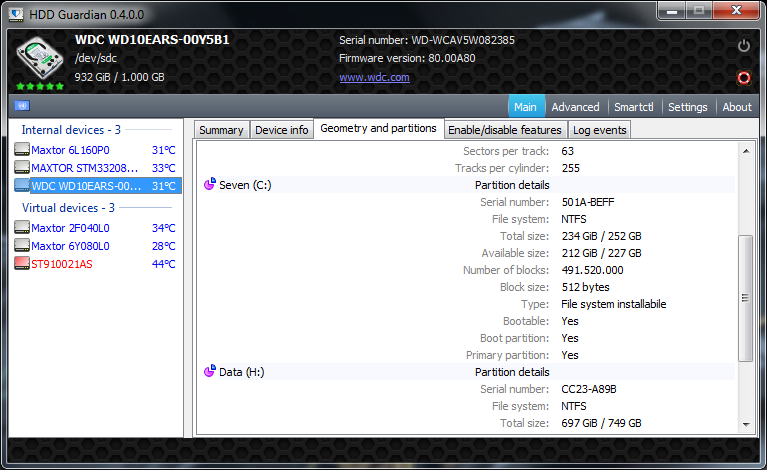 HDD Guardian 0.4.0.0
WDC WD10EARS-00Y5B1
/dev/sdc
932 GiB / 1.000 GB
Serial number: WD-WCAV5W082385
Firmware version: 80.00A80
www.wdc.com
Main Advanced Smartctl Settings About
Internal devices - 3
Maxtor 6L160P0 31°C
MAXTOR STM33208... 33°C
WDC WD10EARS-00... 31°C
Virtual devices - 3
Maxtor 2F040L0 34°C
Maxtor 6Y080L0 28°C
ST910021AS 44°C
Summary Device info Geometry and partitions Enable/disable features Log events
Sectors per track: 63
Tracks per cylinder: 255
Seven (C:) Partition details
Serial number: 501A-BEFF
File system: NTFS
Total size: 234 GiB / 252 GB
Available size: 212 GiB / 227 GB
Number of blocks: 491.520.000
Block size: 512 bytes
Type: File system installabile
Bootable: Yes
Boot partition: Yes
Primary partition: Yes
Data (H:) Partition details
Serial number: CC23-A89B
File system: NTFS
Total size: 697 GiB / 749 GB